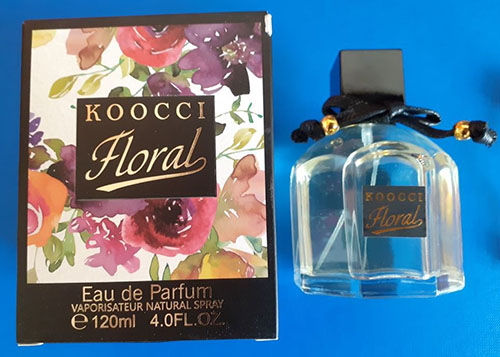 KOOCCI
Floral
Eau de Parfum
VAPORISATEUR NATURAL SPRAY
℮ 120ml 4.0FL.OZ.
KOOCCI
Floral